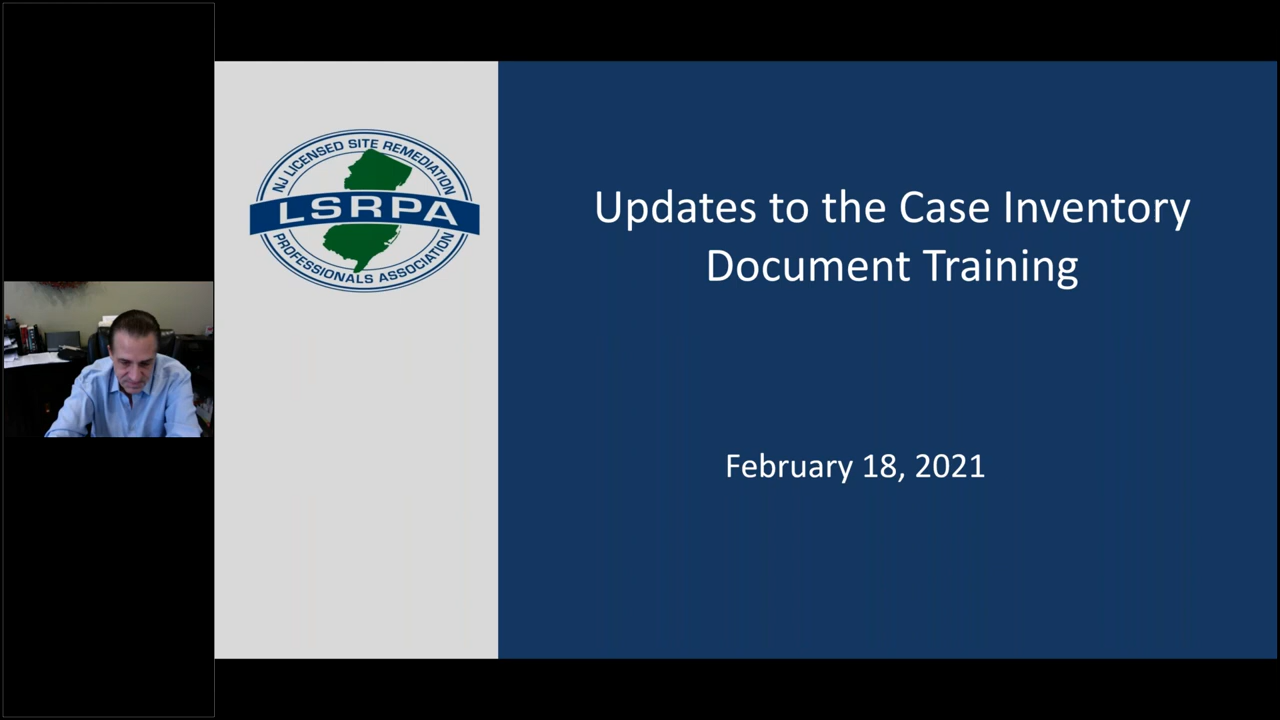 NJ LICENSED SITE REMEDIATION
LSRPA
PROFESSIONALS ASSOCIATION
Updates to the Case Inventory
Document Training
February 18, 2021